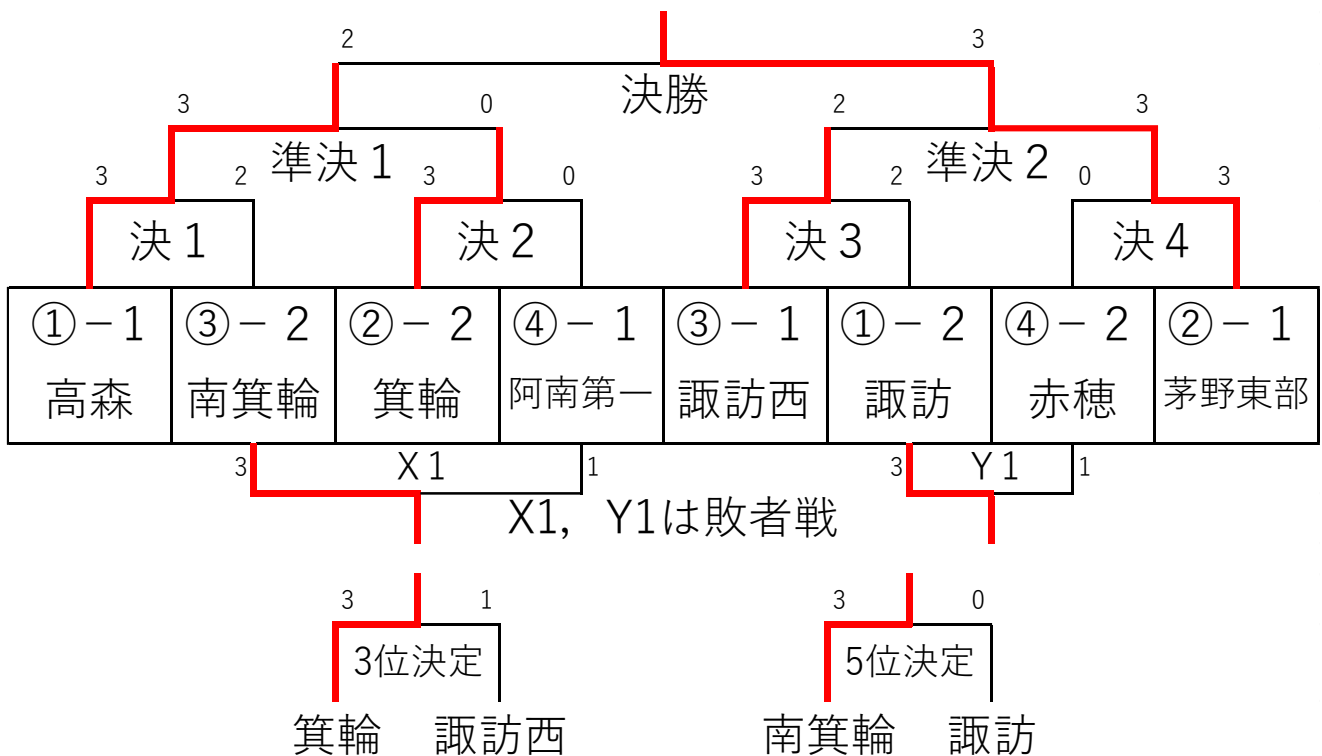 2 3
決勝
3 0 2 3
準決1 準決2
3 2 3 0 3 2 0 3
決1 決2 決3 決4
①-1 ③-2 ②-2 ④-1 ③-1 ①-2 ④-2 ②-1
高森 南箕輪 箕輪 阿南第一 諏訪西 諏訪 赤穂 茅野東部
3 X1 1 3 Y1 1
X1, Y1は敗者戦
3 1 3 0
3位決定 5位決定
箕輪 諏訪西 南箕輪 諏訪